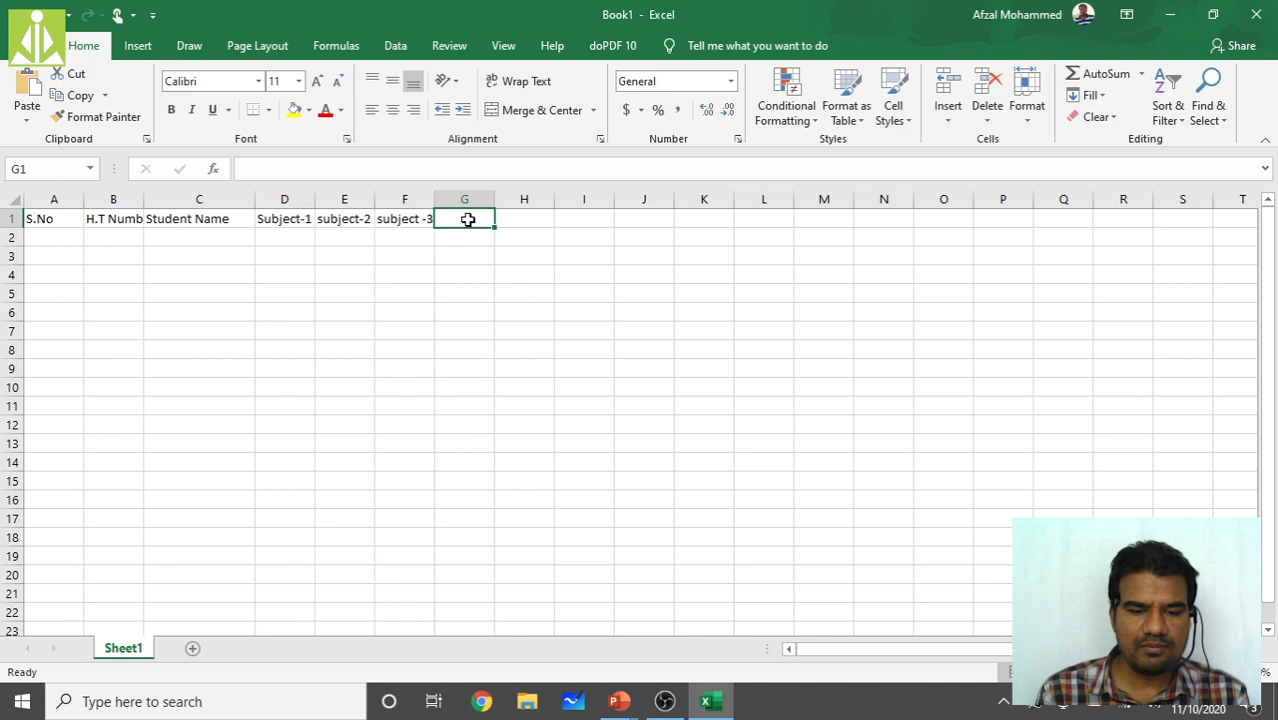 Book1 - Excel
Afzal Mohammed
Home
Insert
Draw
Page Layout
Formulas
Data
Review
View
Help
doPDF 10
Tell me what you want to do
Share
Paste
Cut
Copy
Format Painter
Clipboard
Calibri
11
B I U
Font
Wrap Text
Merge & Center
Alignment
General
$ % ,
Number
Conditional Formatting
Format as Table
Cell Styles
Styles
Insert
Delete
Format
Cells
AutoSum
Fill
Clear
Sort & Filter
Find & Select
Editing
G1
fx
A B C D E F G H I J K L M N O P Q R S T
1 S.No H.T Numb Student Name Subject-1 subject-2 subject -3
2
3
4
5
6
7
8
9
10
11
12
13
14
15
16
17
18
19
20
21
22
23
Sheet1
Ready
Type here to search
11/10/2020